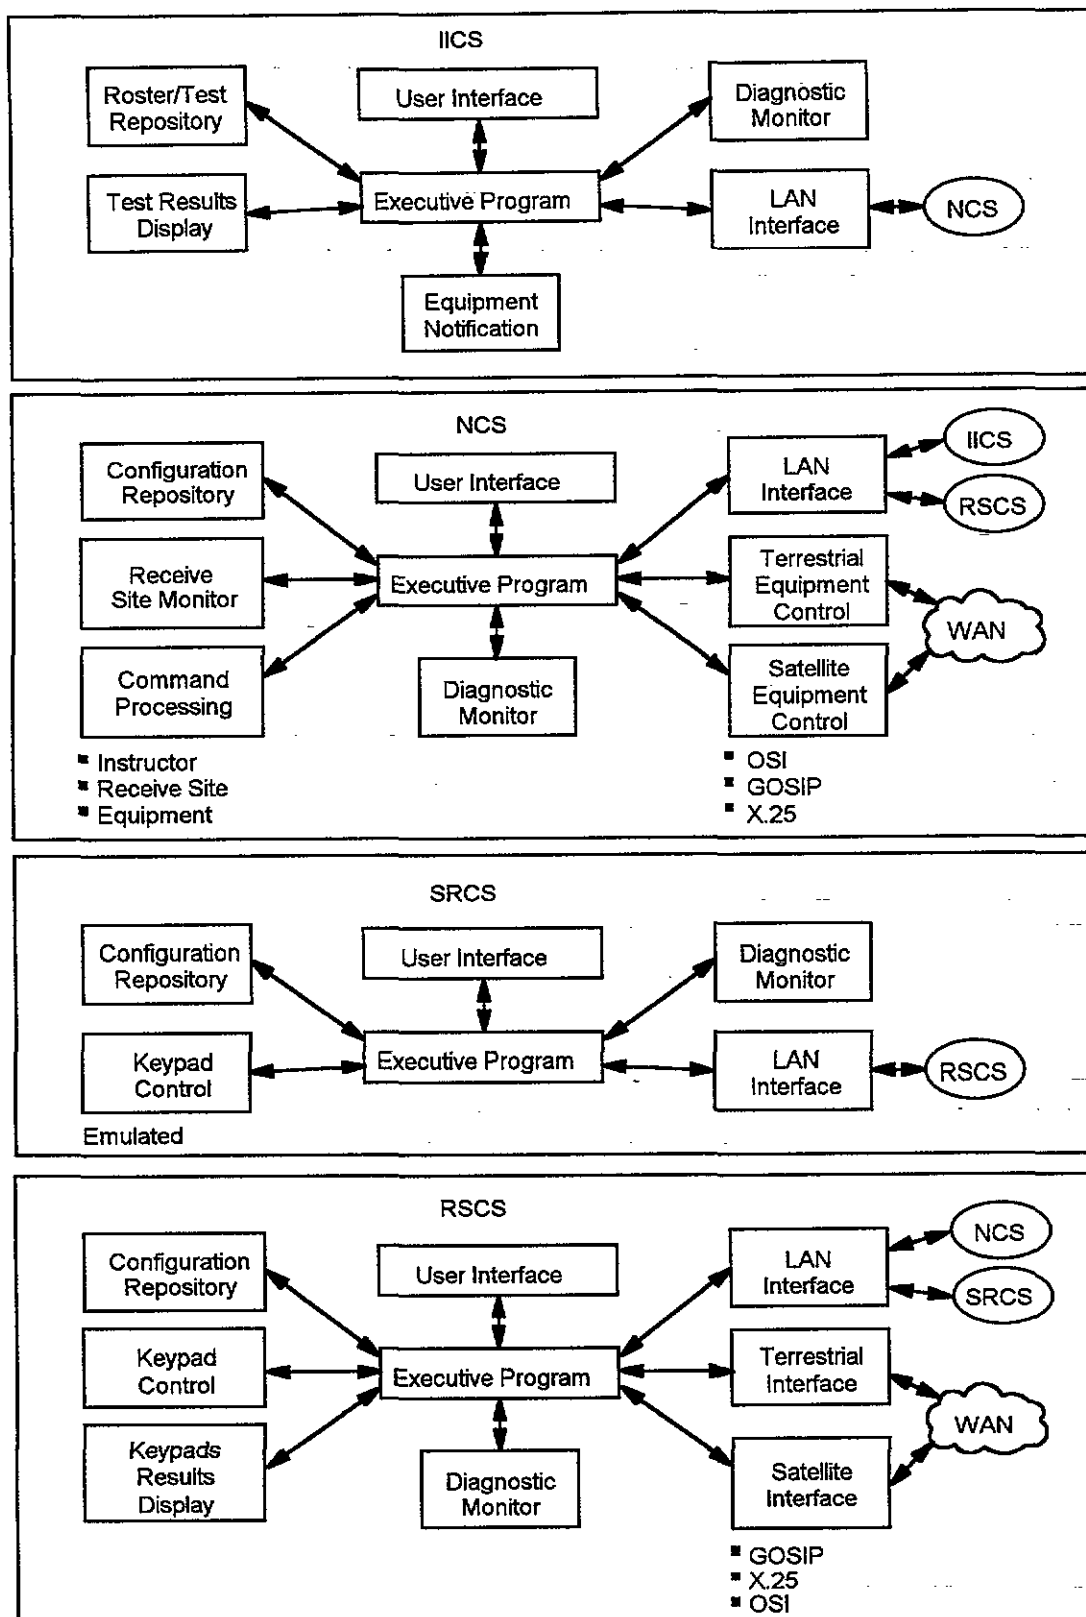 IICS
Roster/Test
Repository
User Interface
Diagnostic
Monitor
Test Results
Display
Executive Program
LAN
Interface
NCS
Equipment
Notification
NCS
Configuration
Repository
User Interface
LAN
Interface
IICS
RSCS
Receive
Site Monitor
Executive Program
Terrestrial
Equipment
Control
WAN
Command
Processing
Diagnostic
Monitor
Satellite
Equipment
Control
▪ Instructor
▪ Receive Site
▪ Equipment
▪ OSI
▪ GOSIP
▪ X.25
SRCS
Configuration
Repository
User Interface
Diagnostic
Monitor
Keypad
Control
Executive Program
LAN
Interface
RSCS
Emulated
RSCS
Configuration
Repository
User Interface
LAN
Interface
NCS
SRCS
Keypad
Control
Executive Program
Terrestrial
Interface
WAN
Keypads
Results
Display
Diagnostic
Monitor
Satellite
Interface
▪ GOSIP
▪ X.25
▪ OSI